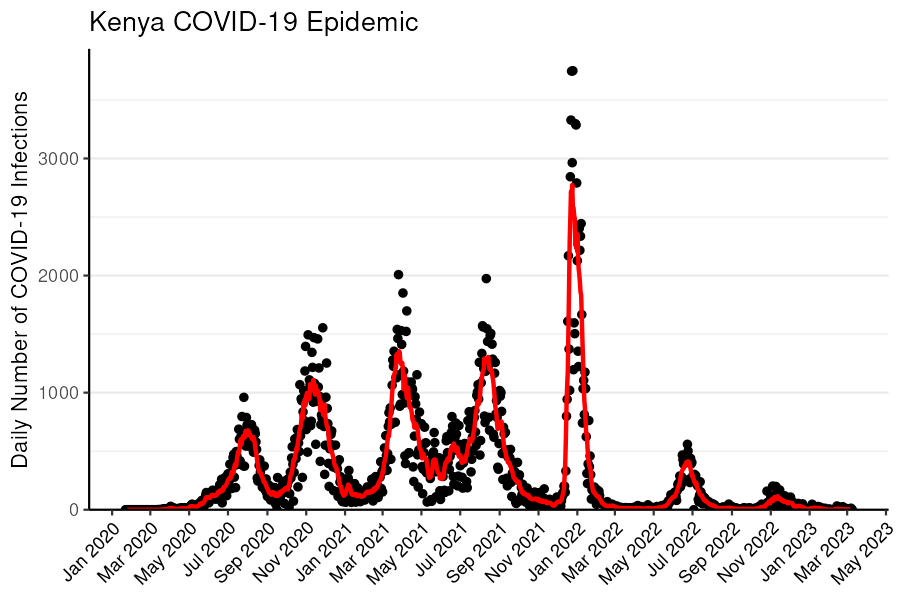 Kenya COVID-19 Epidemic
Daily Number of COVID-19 Infections
3000
2000
1000
0
Jan 2020
Mar 2020
May 2020
Jul 2020
Sep 2020
Nov 2020
Jan 2021
Mar 2021
May 2021
Jul 2021
Sep 2021
Nov 2021
Jan 2022
Mar 2022
May 2022
Jul 2022
Sep 2022
Nov 2022
Jan 2023
Mar 2023
May 2023